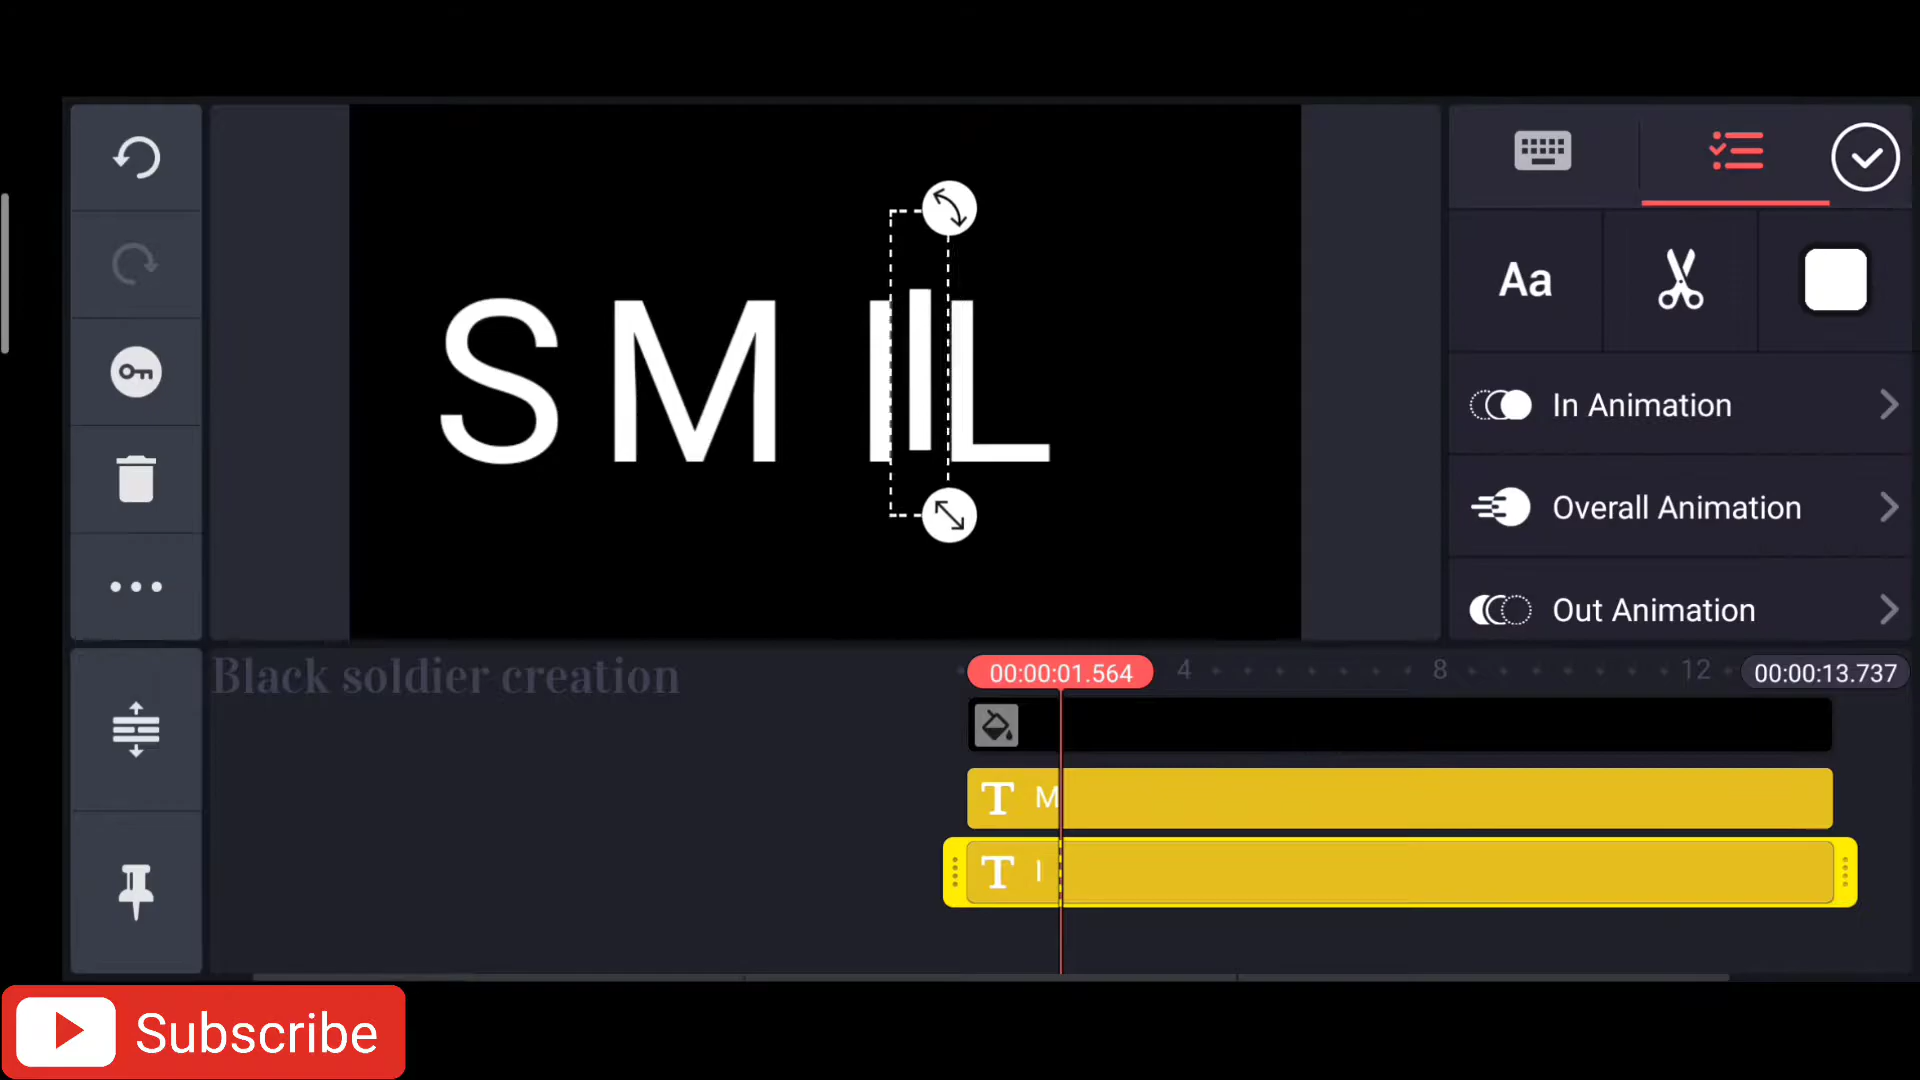 S M I I L
Aa
In Animation
Overall Animation
Out Animation
Black soldier creation
00:00:01.564 4 8 12 00:00:13.737
T M
T I
Subscribe